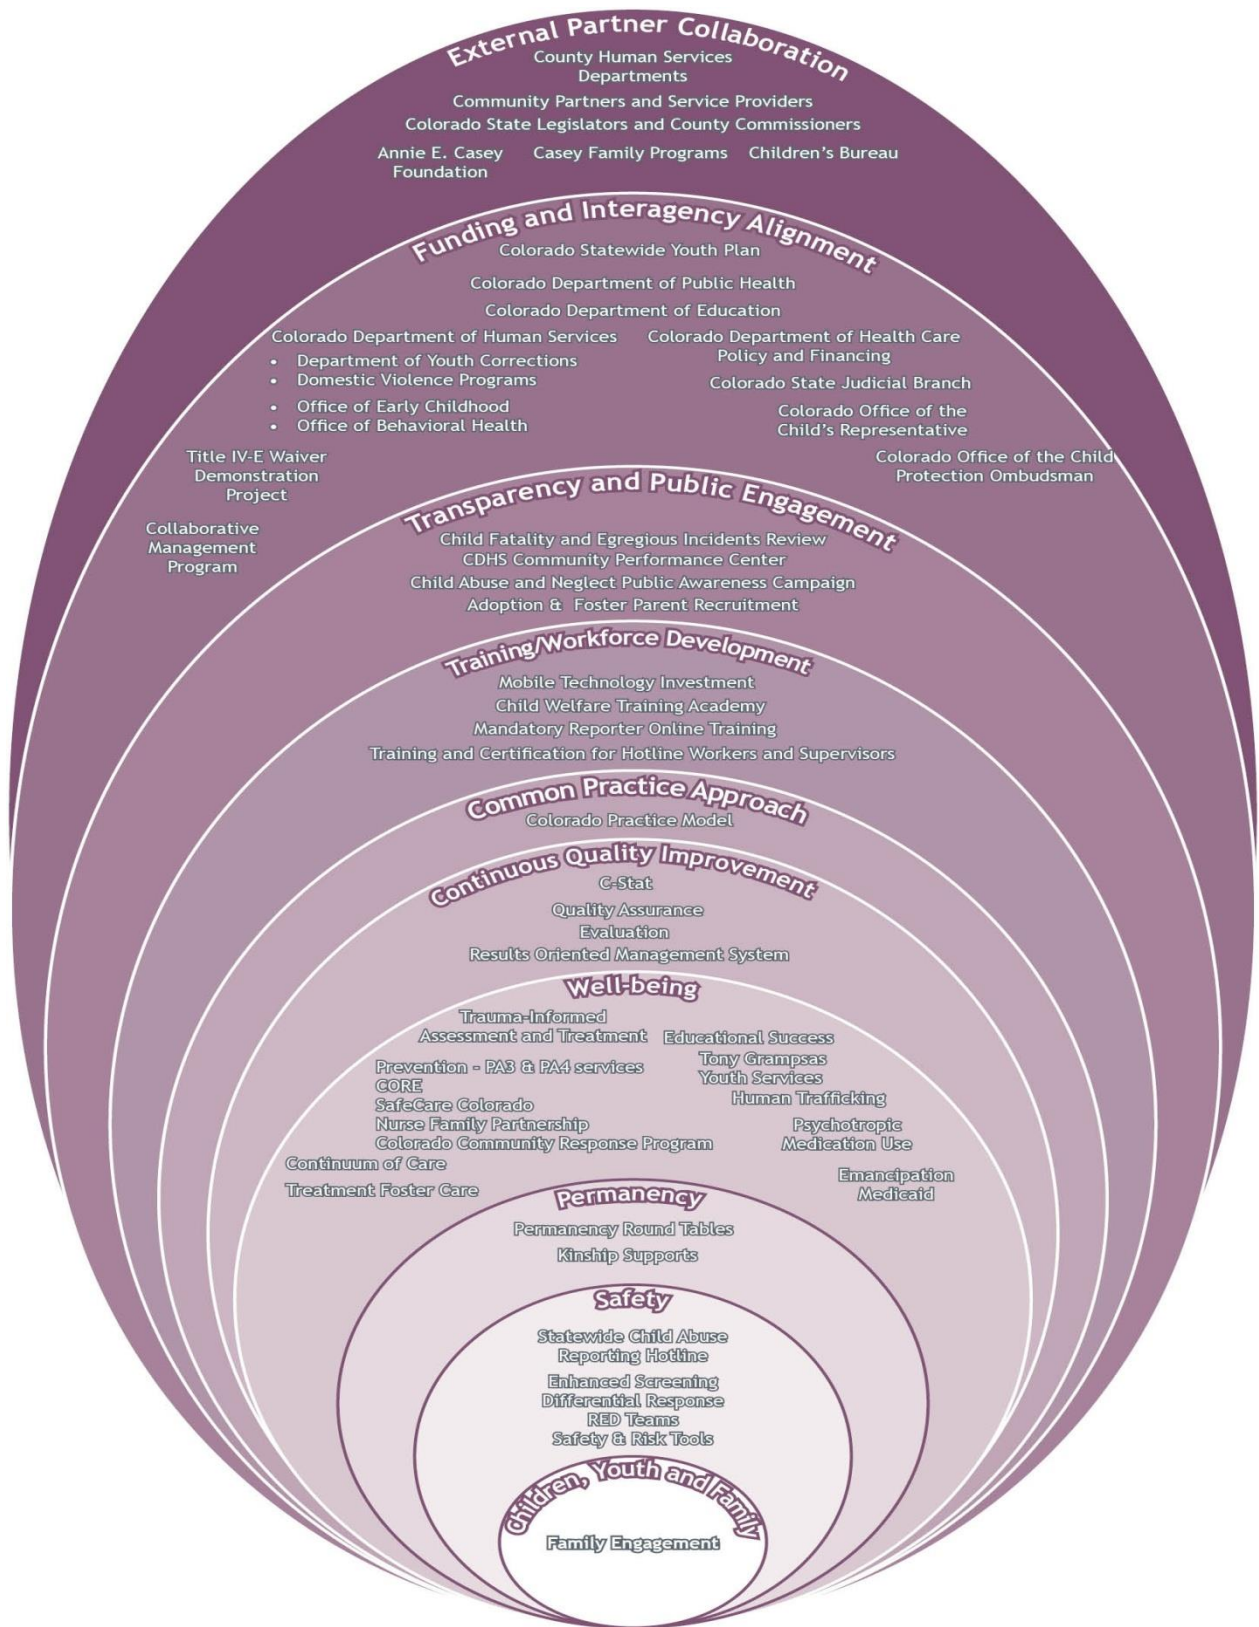 External Partner Collaboration
County Human Services
Departments
Community Partners and Service Providers
Colorado State Legislators and County Commissioners
Annie E. Casey
Foundation
Casey Family Programs
Children's Bureau
Funding and Interagency Alignment
Colorado Statewide Youth Plan
Colorado Department of Public Health
Colorado Department of Education
Colorado Department of Human Services
• Department of Youth Corrections
• Domestic Violence Programs
• Office of Early Childhood
• Office of Behavioral Health
Colorado Department of Health Care
Policy and Financing
Colorado State Judicial Branch
Colorado Office of the
Child's Representative
Colorado Office of the Child
Protection Ombudsman
Title IV-E Waiver
Demonstration
Project
Collaborative
Management
Program
Transparency and Public Engagement
Child Fatality and Egregious Incidents Review
CDHS Community Performance Center
Child Abuse and Neglect Public Awareness Campaign
Adoption & Foster Parent Recruitment
Training/Workforce Development
Mobile Technology Investment
Child Welfare Training Academy
Mandatory Reporter Online Training
Training and Certification for Hotline Workers and Supervisors
Common Practice Approach
Colorado Practice Model
Continuous Quality Improvement
C-Stat
Quality Assurance
Evaluation
Results Oriented Management System
Well-being
Trauma-Informed
Assessment and Treatment
Prevention - PA3 & PA4 services
CORE
SafeCare Colorado
Nurse Family Partnership
Colorado Community Response Program
Continuum of Care
Treatment Foster Care
Educational Success
Tony Grampsas
Youth Services
Human Trafficking
Psychotropic
Medication Use
Emancipation
Medicaid
Permanency
Permanency Round Tables
Kinship Supports
Safety
Statewide Child Abuse
Reporting Hotline
Enhanced Screening
Differential Response
RED Teams
Safety & Risk Tools
Children, Youth and Family
Family Engagement